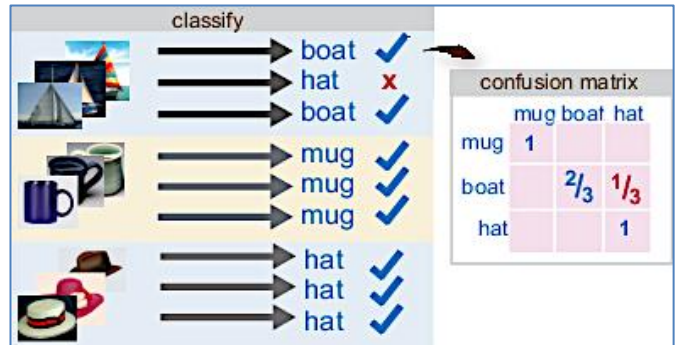 classify
boat
hat x
boat
mug
mug
mug
hat
hat
hat
confusion matrix
mug boat hat
mug 1
boat 2/3 1/3
hat 1